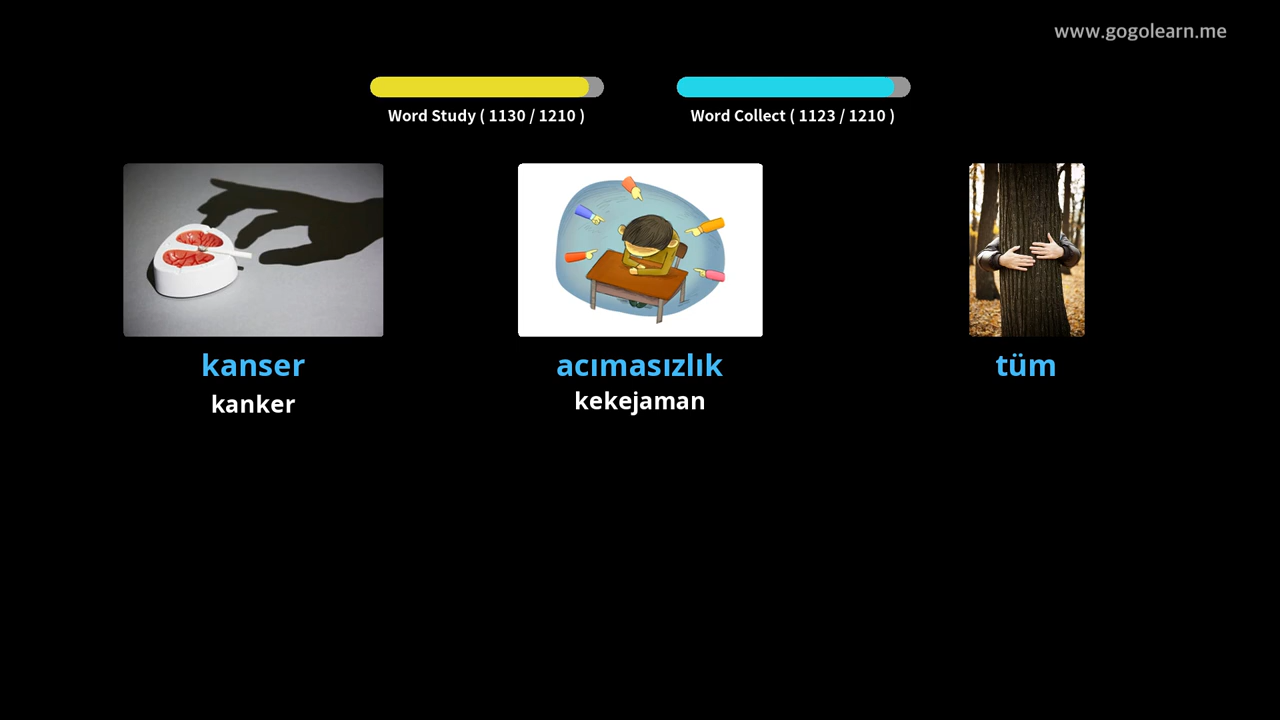 www.gogolearn.me
Word Study ( 1130 / 1210 )
Word Collect ( 1123 / 1210 )
kanser
acımasızlık
tüm
kanker
kekejaman